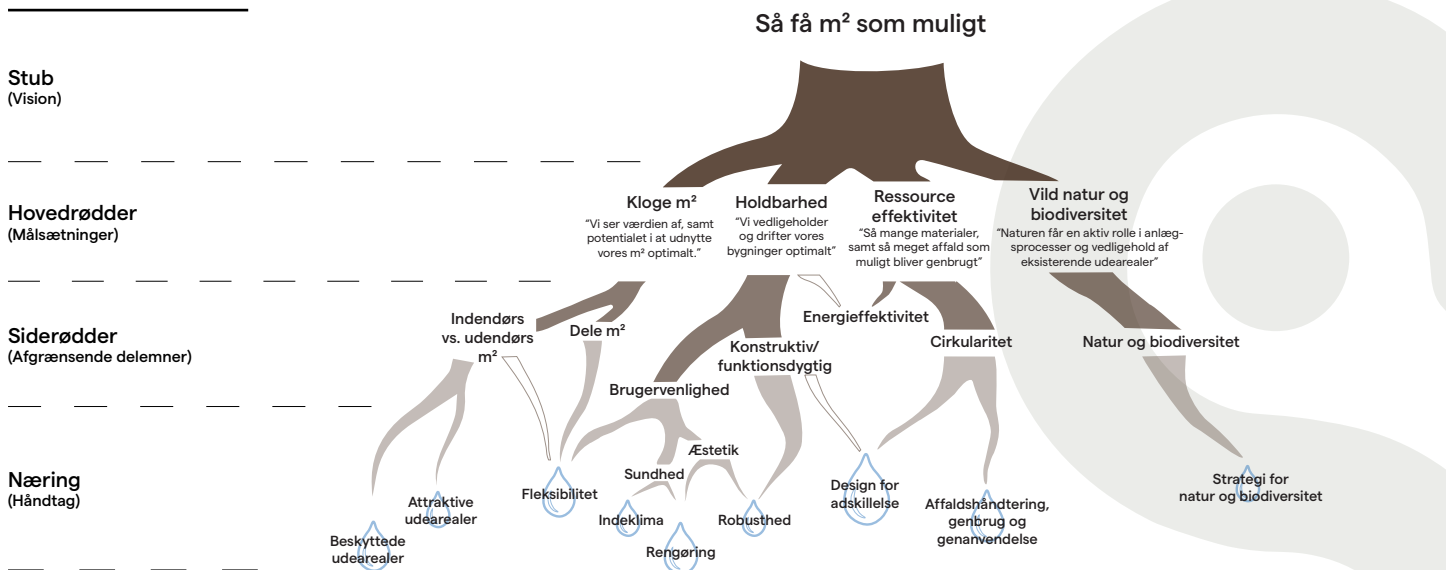 Så få m² som muligt
Stub
(Vision)
Hovedrødder
(Målsætninger)
Kloge m²
“Vi ser værdien af, samt
potentialet i at udnytte
vores m² optimalt.”
Holdbarhed
“Vi vedligeholder
og drifter vores
bygninger optimalt”
Ressource
effektivitet
“Så mange materialer,
samt så meget affald som
muligt bliver genbrugt”
Vild natur og
biodiversitet
“Naturen får en aktiv rolle i anlæg-
sprocesser og vedligehold af
eksisterende udearealer”
Siderødder
(Afgrænsende delemner)
Indendørs
vs. udendørs
m²
Dele m²
Brugervenlighed
Konstruktiv/
funktionsdygtig
Energieffektivitet
Cirkularitet
Natur og biodiversitet
Næring
(Håndtag)
Beskyttede
udearealer
Attraktive
udearealer
Fleksibilitet
Sundhed
Æstetik
Indeklima
Rengøring
Robusthed
Design for
adskillelse
Affaldshåndtering,
genbrug og
genanvendelse
Strategi for
natur og biodiversitet